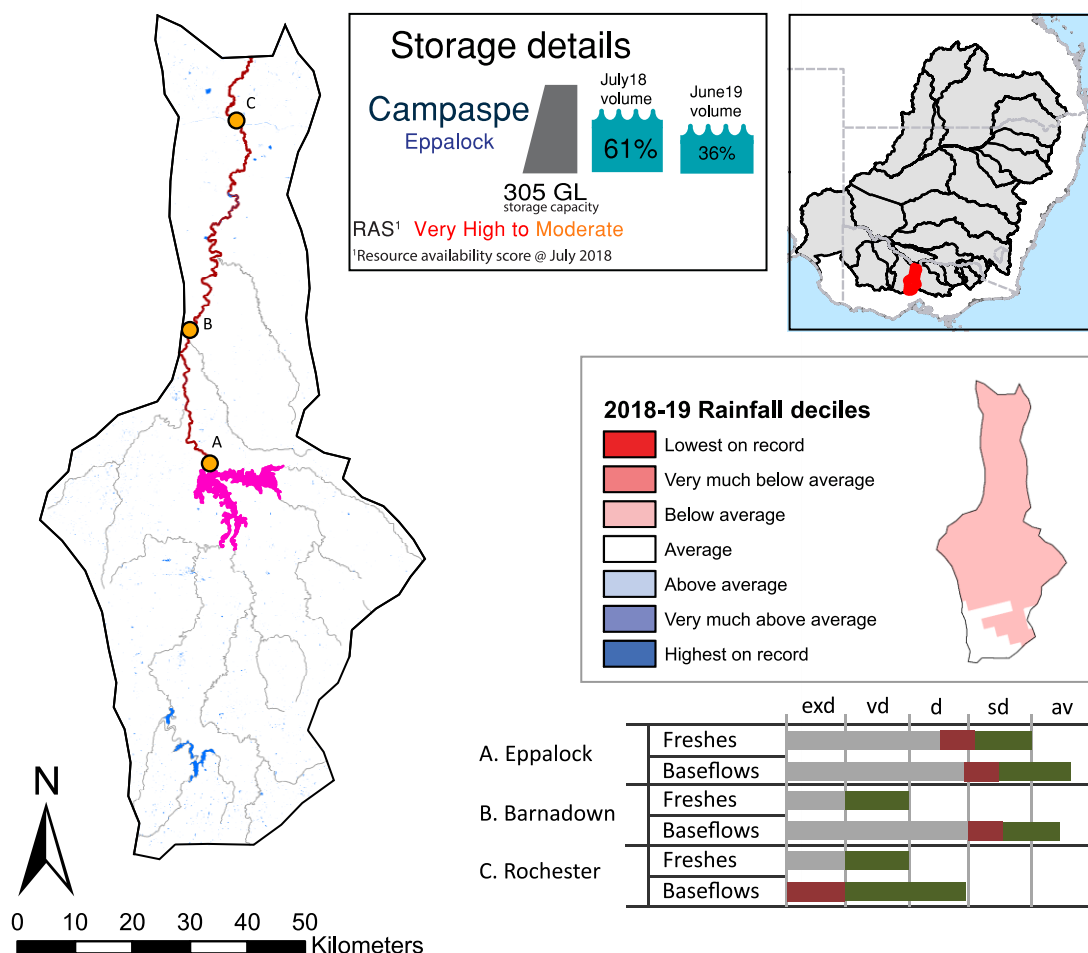 Storage details
Campaspe
Eppalock
July18
volume
61%
June19
volume
36%
305 GL
storage capacity
RAS¹ Very High to Moderate
¹Resource availability score @ July 2018
C
B
A
N
0 10 20 30 40 50
Kilometers
2018-19 Rainfall deciles
Lowest on record
Very much below average
Below average
Average
Above average
Very much above average
Highest on record
exd vd d sd av
A. Eppalock
Freshes
Baseflows
B. Barnadown
Freshes
Baseflows
C. Rochester
Freshes
Baseflows